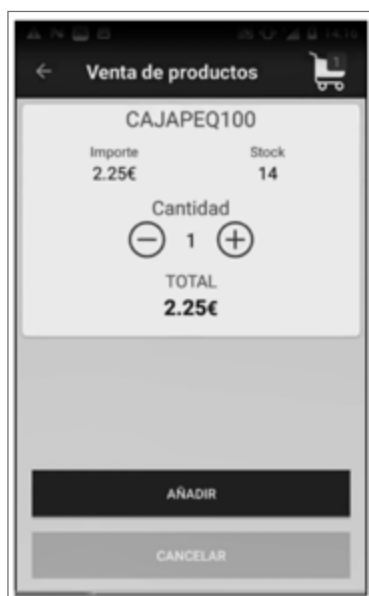 14:16
← Venta de productos 1
CAJAPEQ100
Importe Stock
2.25€ 14
Cantidad
1
TOTAL
2.25€
AÑADIR
CANCELAR